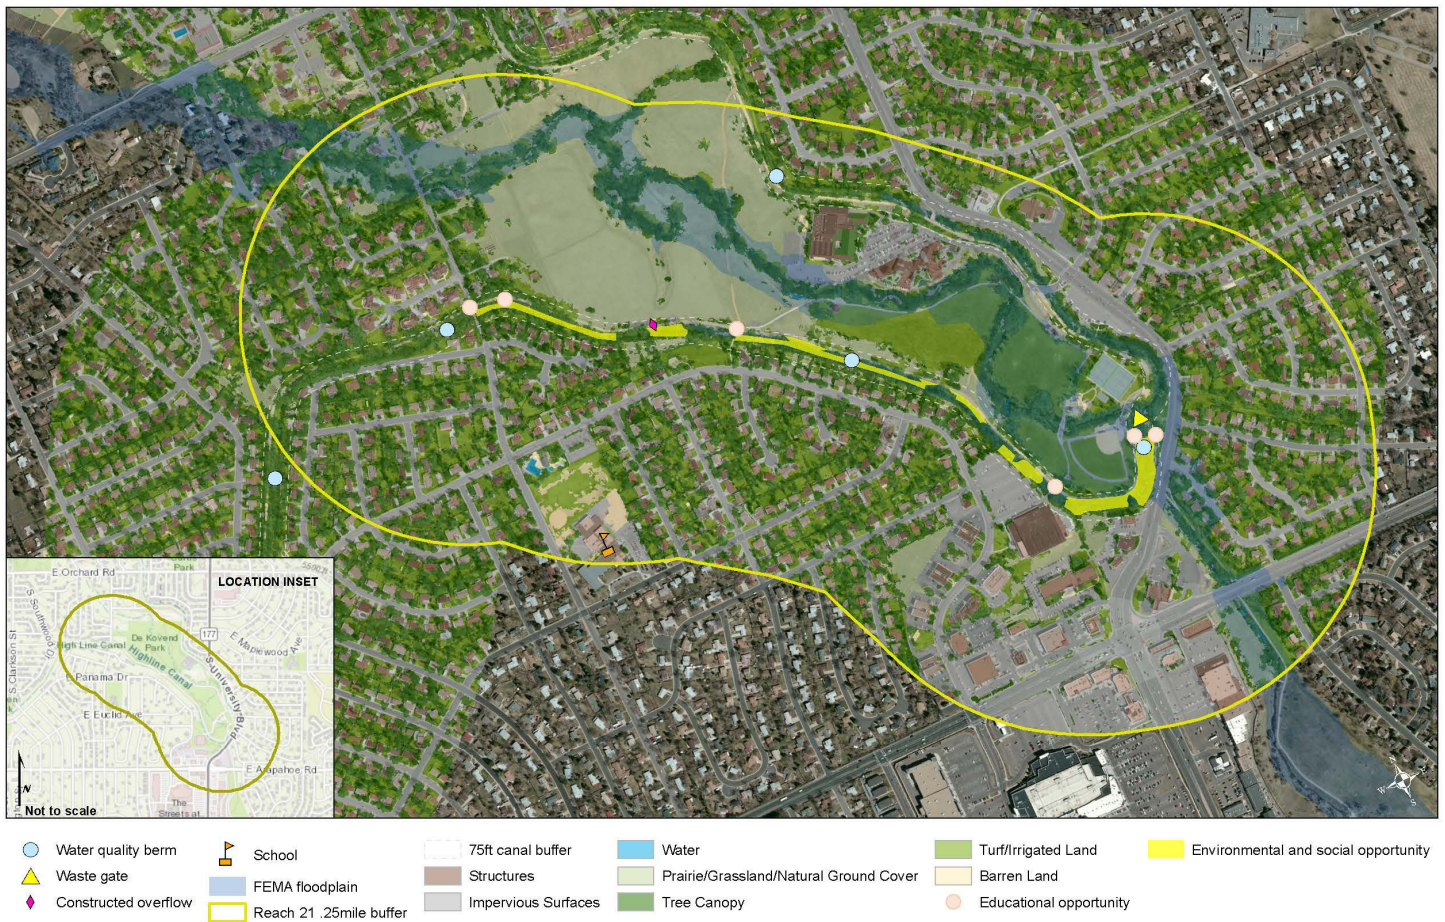 LOCATION INSET
E Orchard Rd
Park
5500 ft
S Southwood Dr
S Clarkson St
177
E Maplewood Ave
De Kovend
Park
High Line Canal
Highline Canal
S-University-Blvd
E Panama Dr
E Euclid Ave
E Arapahoe Rd
The
Streets at
N
Not to scale
W
S
Water quality berm
Waste gate
Constructed overflow
School
FEMA floodplain
Reach 21 .25mile buffer
75ft canal buffer
Structures
Impervious Surfaces
Water
Prairie/Grassland/Natural Ground Cover
Tree Canopy
Turf/Irrigated Land
Barren Land
Educational opportunity
Environmental and social opportunity